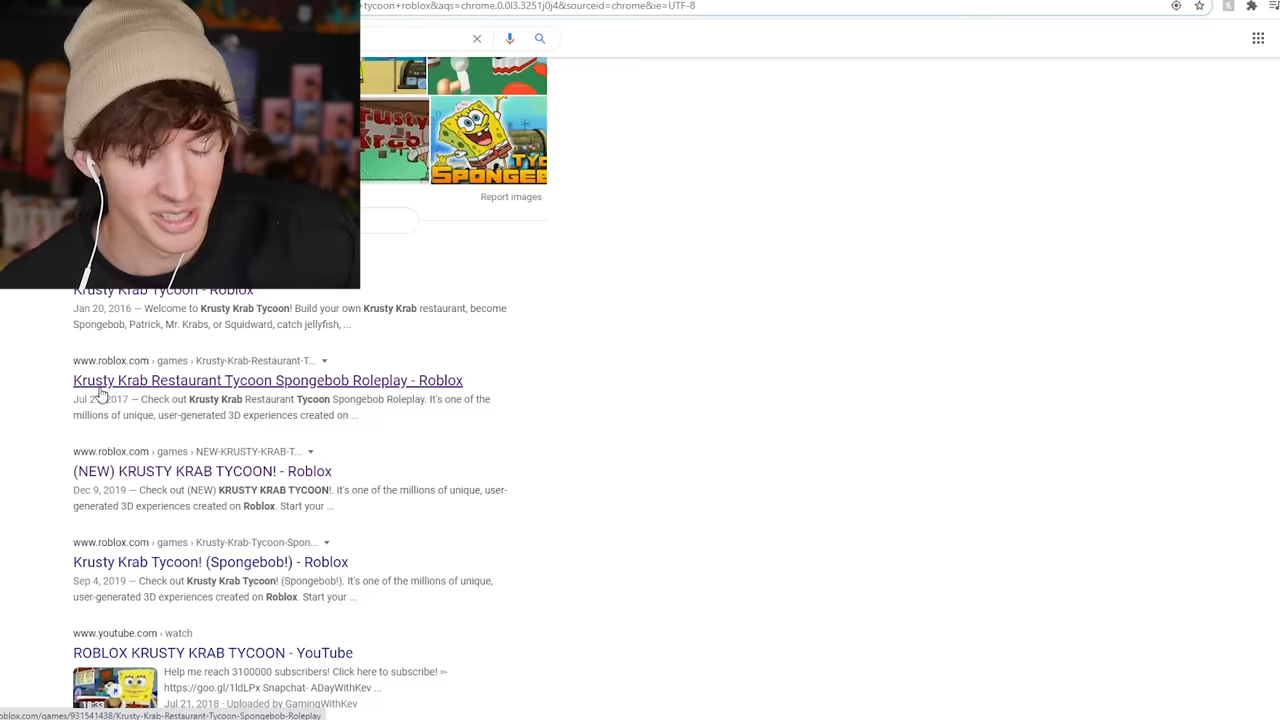 tycoon+roblox&aqs=chrome.0.0l3.3251j0j4&sourceid=chrome&ie=UTF-8
Krusty
Krab
TYC
SPONGEB
Report images
Krusty Krab Tycoon - Roblox
Jan 20, 2016 — Welcome to Krusty Krab Tycoon! Build your own Krusty Krab restaurant, become
Spongebob, Patrick, Mr. Krabs, or Squidward, catch jellyfish, ...
www.roblox.com › games › Krusty-Krab-Restaurant-T...
Krusty Krab Restaurant Tycoon Spongebob Roleplay - Roblox
Jul 2 2017 — Check out Krusty Krab Restaurant Tycoon Spongebob Roleplay. It's one of the
millions of unique, user-generated 3D experiences created on ...
www.roblox.com › games › NEW-KRUSTY-KRAB-T...
(NEW) KRUSTY KRAB TYCOON! - Roblox
Dec 9, 2019 — Check out (NEW) KRUSTY KRAB TYCOON!. It's one of the millions of unique, user-
generated 3D experiences created on Roblox. Start your ...
www.roblox.com › games › Krusty-Krab-Tycoon-Spon...
Krusty Krab Tycoon! (Spongebob!) - Roblox
Sep 4, 2019 — Check out Krusty Krab Tycoon! (Spongebob!). It's one of the millions of unique,
user-generated 3D experiences created on Roblox. Start your ...
www.youtube.com › watch
ROBLOX KRUSTY KRAB TYCOON - YouTube
Help me reach 3100000 subscribers! Click here to subscribe! ➳
https://goo.gl/1ldLPx Snapchat- ADayWithKev ...
18:33
Jul 21, 2018 · Uploaded by GamingWithKev
oblox.com/games/931541438/Krusty-Krab-Restaurant-Tycoon-Spongebob-Roleplay